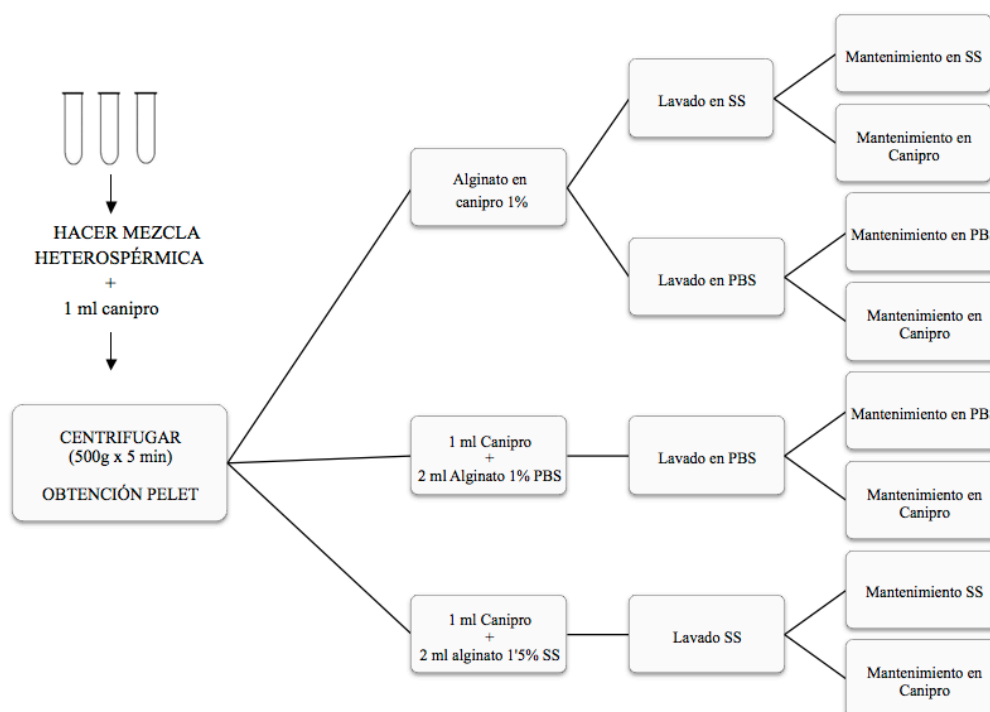 HACER MEZCLA
HETEROSPÉRMICA
+
1 ml canipro
CENTRIFUGAR
(500g x 5 min)
OBTENCIÓN PELET
Alginato en
canipro 1%
1 ml Canipro
+
2 ml Alginato 1% PBS
1 ml Canipro
+
2 ml alginato 1'5% SS
Lavado en SS
Lavado en PBS
Lavado en PBS
Lavado SS
Mantenimiento en SS
Mantenimiento en
Canipro
Mantenimiento en PBS
Mantenimiento en
Canipro
Mantenimiento en PBS
Mantenimiento en
Canipro
Mantenimiento SS
Mantenimiento en
Canipro